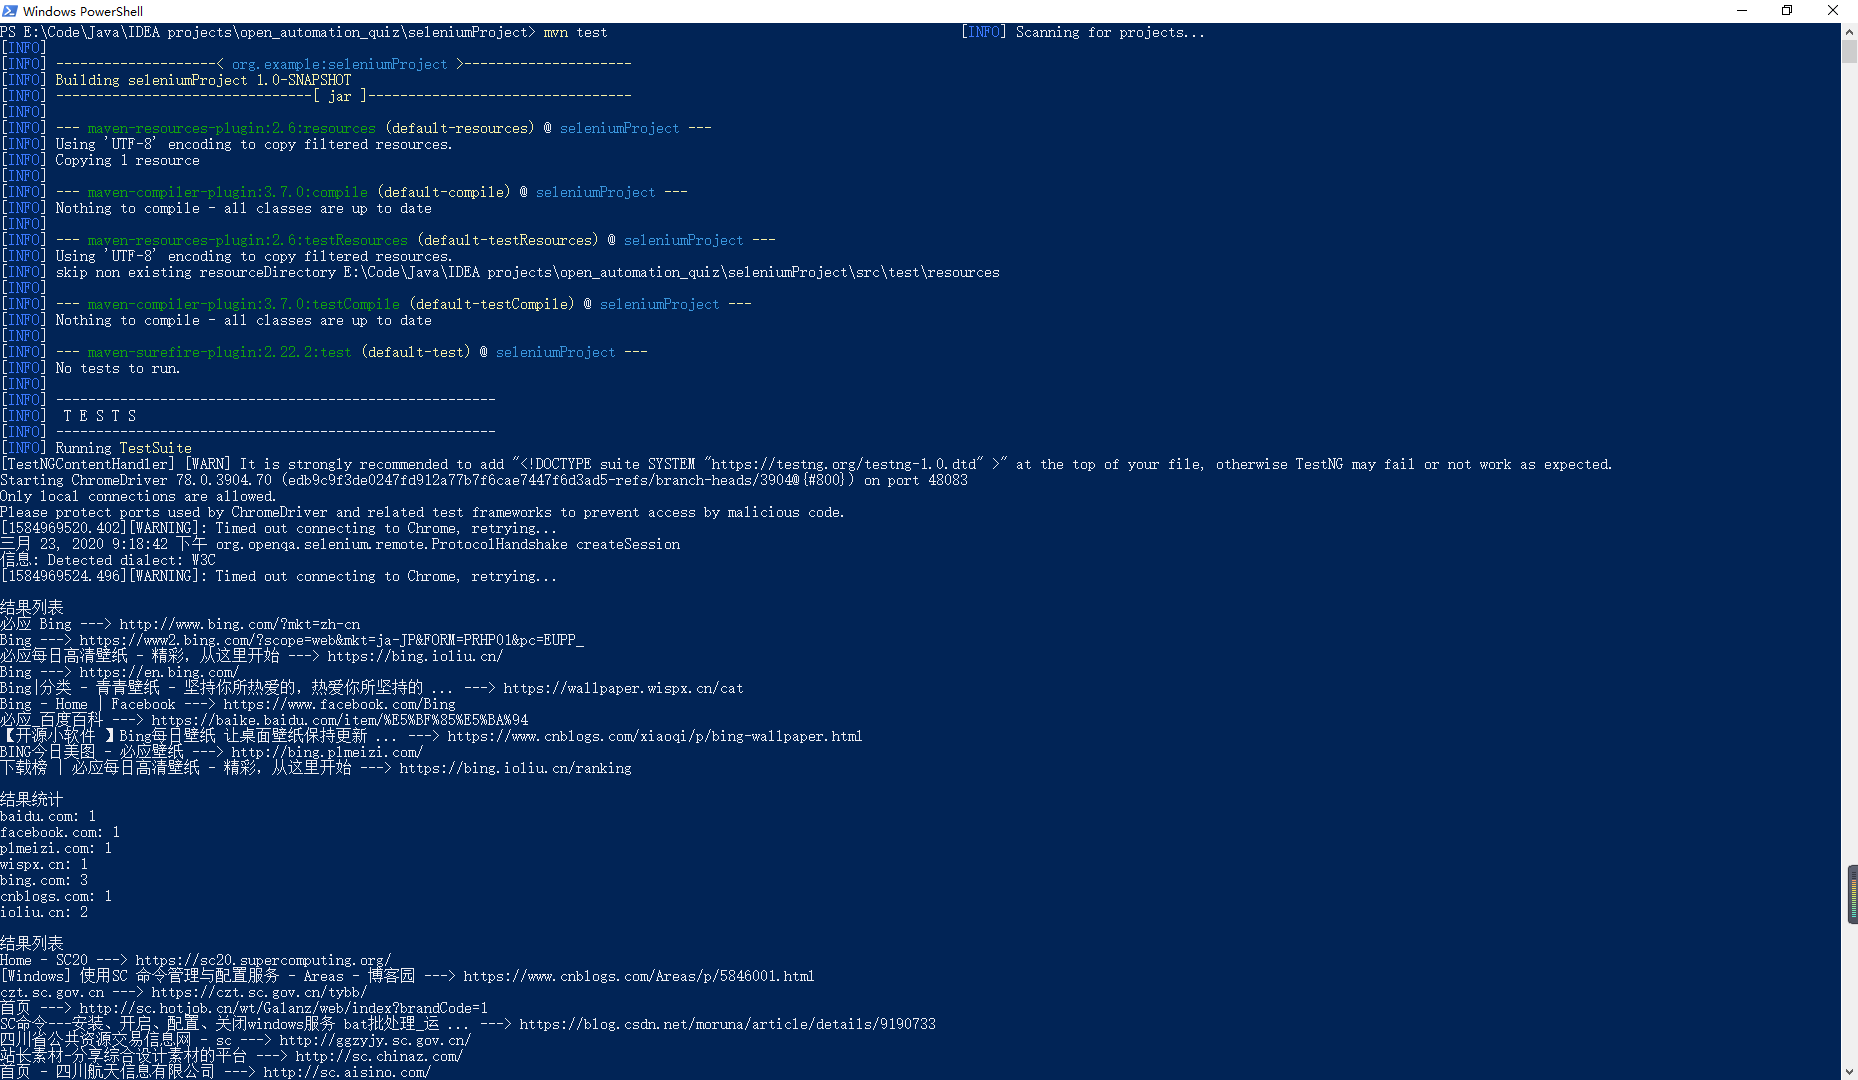 Windows PowerShell
PS E:\Code\Java\IDEA projects\open_automation_quiz\seleniumProject> mvn test [INFO] Scanning for projects...
[INFO]
[INFO] --------------------< org.example:seleniumProject >---------------------
[INFO] Building seleniumProject 1.0-SNAPSHOT
[INFO] --------------------------------[ jar ]---------------------------------
[INFO]
[INFO] --- maven-resources-plugin:2.6:resources (default-resources) @ seleniumProject ---
[INFO] Using 'UTF-8' encoding to copy filtered resources.
[INFO] Copying 1 resource
[INFO]
[INFO] --- maven-compiler-plugin:3.7.0:compile (default-compile) @ seleniumProject ---
[INFO] Nothing to compile - all classes are up to date
[INFO]
[INFO] --- maven-resources-plugin:2.6:testResources (default-testResources) @ seleniumProject ---
[INFO] Using 'UTF-8' encoding to copy filtered resources.
[INFO] skip non existing resourceDirectory E:\Code\Java\IDEA projects\open_automation_quiz\seleniumProject\src\test\resources
[INFO]
[INFO] --- maven-compiler-plugin:3.7.0:testCompile (default-testCompile) @ seleniumProject ---
[INFO] Nothing to compile - all classes are up to date
[INFO]
[INFO] --- maven-surefire-plugin:2.22.2:test (default-test) @ seleniumProject ---
[INFO] No tests to run.
[INFO]
[INFO] -------------------------------------------------------
[INFO]  T E S T S
[INFO] -------------------------------------------------------
[INFO] Running TestSuite
[TestNGContentHandler] [WARN] It is strongly recommended to add "<!DOCTYPE suite SYSTEM "https://testng.org/testng-1.0.dtd" >" at the top of your file, otherwise TestNG may fail or not work as expected.
Starting ChromeDriver 78.0.3904.70 (edb9c9f3de0247fd912a77b7f6cae7447f6d3ad5-refs/branch-heads/3904@{#800}) on port 48083
Only local connections are allowed.
Please protect ports used by ChromeDriver and related test frameworks to prevent access by malicious code.
[1584969520.402][WARNING]: Timed out connecting to Chrome, retrying...
三月 23, 2020 9:18:42 下午 org.openqa.selenium.remote.ProtocolHandshake createSession
信息: Detected dialect: W3C
[1584969524.496][WARNING]: Timed out connecting to Chrome, retrying...
结果列表
必应 Bing ---> http://www.bing.com/?mkt=zh-cn
Bing ---> https://www2.bing.com/?scope=web&mkt=ja-JP&FORM=PRHP01&pc=EUPP_
必应每日高清壁纸 - 精彩，从这里开始 ---> https://bing.ioliu.cn/
Bing ---> https://en.bing.com/
Bing|分类 - 青青壁纸 - 坚持你所热爱的，热爱你所坚持的 ... ---> https://wallpaper.wispx.cn/cat
Bing - Home | Facebook ---> https://www.facebook.com/Bing
必应_百度百科 ---> https://baike.baidu.com/item/%E5%BF%85%E5%BA%94
【开源小软件 】Bing每日壁纸 让桌面壁纸保持更新 ... ---> https://www.cnblogs.com/xiaoqi/p/bing-wallpaper.html
BING今日美图 - 必应壁纸 ---> http://bing.plmeizi.com/
下载榜 | 必应每日高清壁纸 - 精彩，从这里开始 ---> https://bing.ioliu.cn/ranking
结果统计
baidu.com: 1
facebook.com: 1
plmeizi.com: 1
wispx.cn: 1
bing.com: 3
cnblogs.com: 1
ioliu.cn: 2
结果列表
Home - SC20 ---> https://sc20.supercomputing.org/
[Windows] 使用SC 命令管理与配置服务 - Areas - 博客园 ---> https://www.cnblogs.com/Areas/p/5846001.html
czt.sc.gov.cn ---> https://czt.sc.gov.cn/tybb/
首页 ---> http://sc.hotjob.cn/wt/Galanz/web/index?brandCode=1
SC命令---安装、开启、配置、关闭windows服务 bat批处理_运 ... ---> https://blog.csdn.net/moruna/article/details/9190733
四川省公共资源交易信息网 - sc ---> http://ggzyjy.sc.gov.cn/
站长素材-分享综合设计素材的平台 ---> http://sc.chinaz.com/
首页 - 四川航天信息有限公司 ---> http://sc.aisino.com/